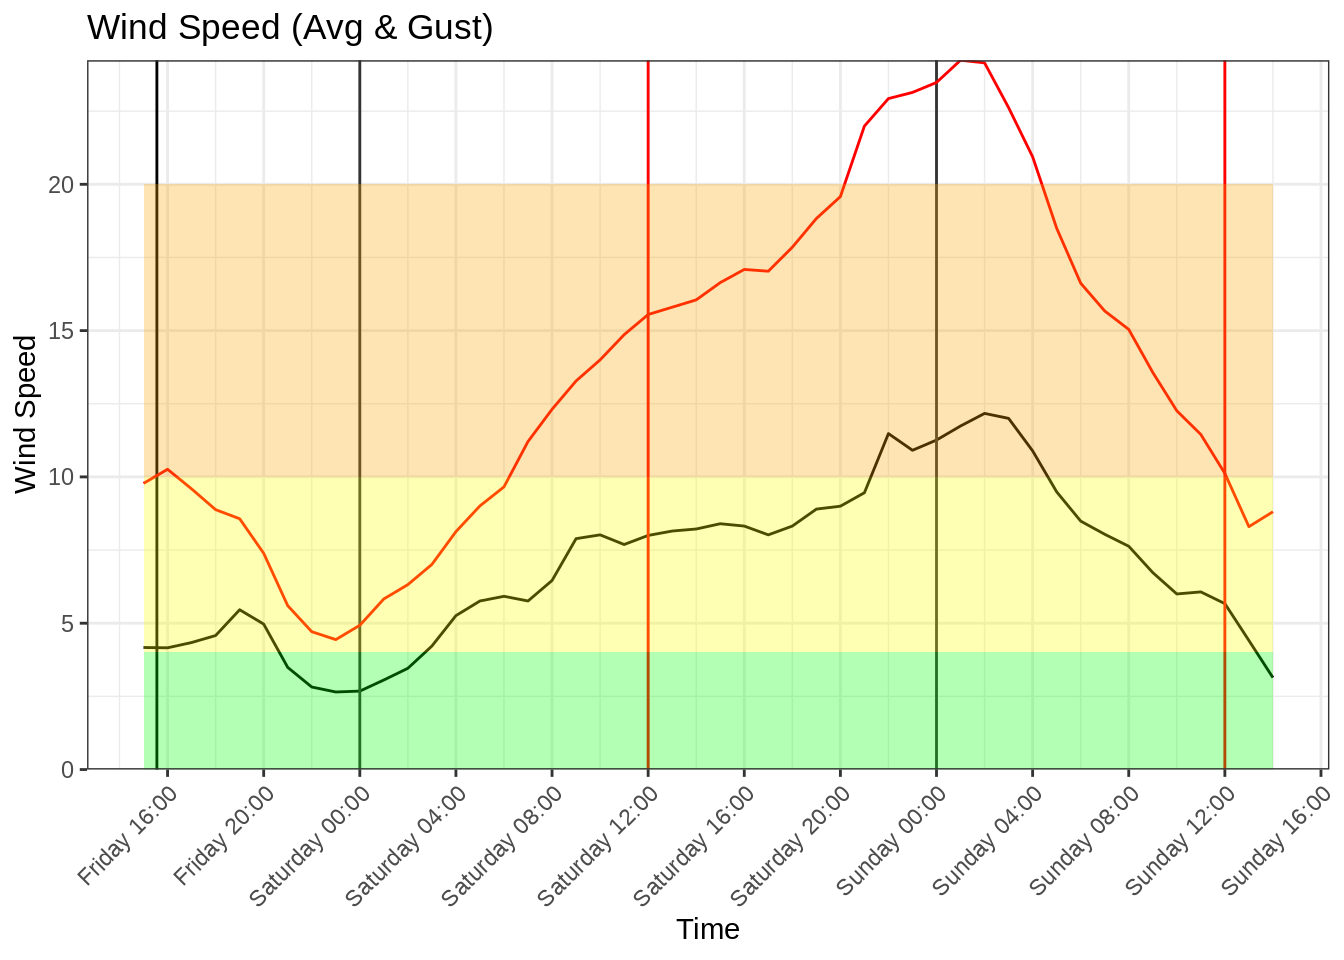 Wind Speed (Avg & Gust)
Wind Speed
20
15
10
5
0
Friday 16:00
Friday 20:00
Saturday 00:00
Saturday 04:00
Saturday 08:00
Saturday 12:00
Saturday 16:00
Saturday 20:00
Sunday 00:00
Sunday 04:00
Sunday 08:00
Sunday 12:00
Sunday 16:00
Time